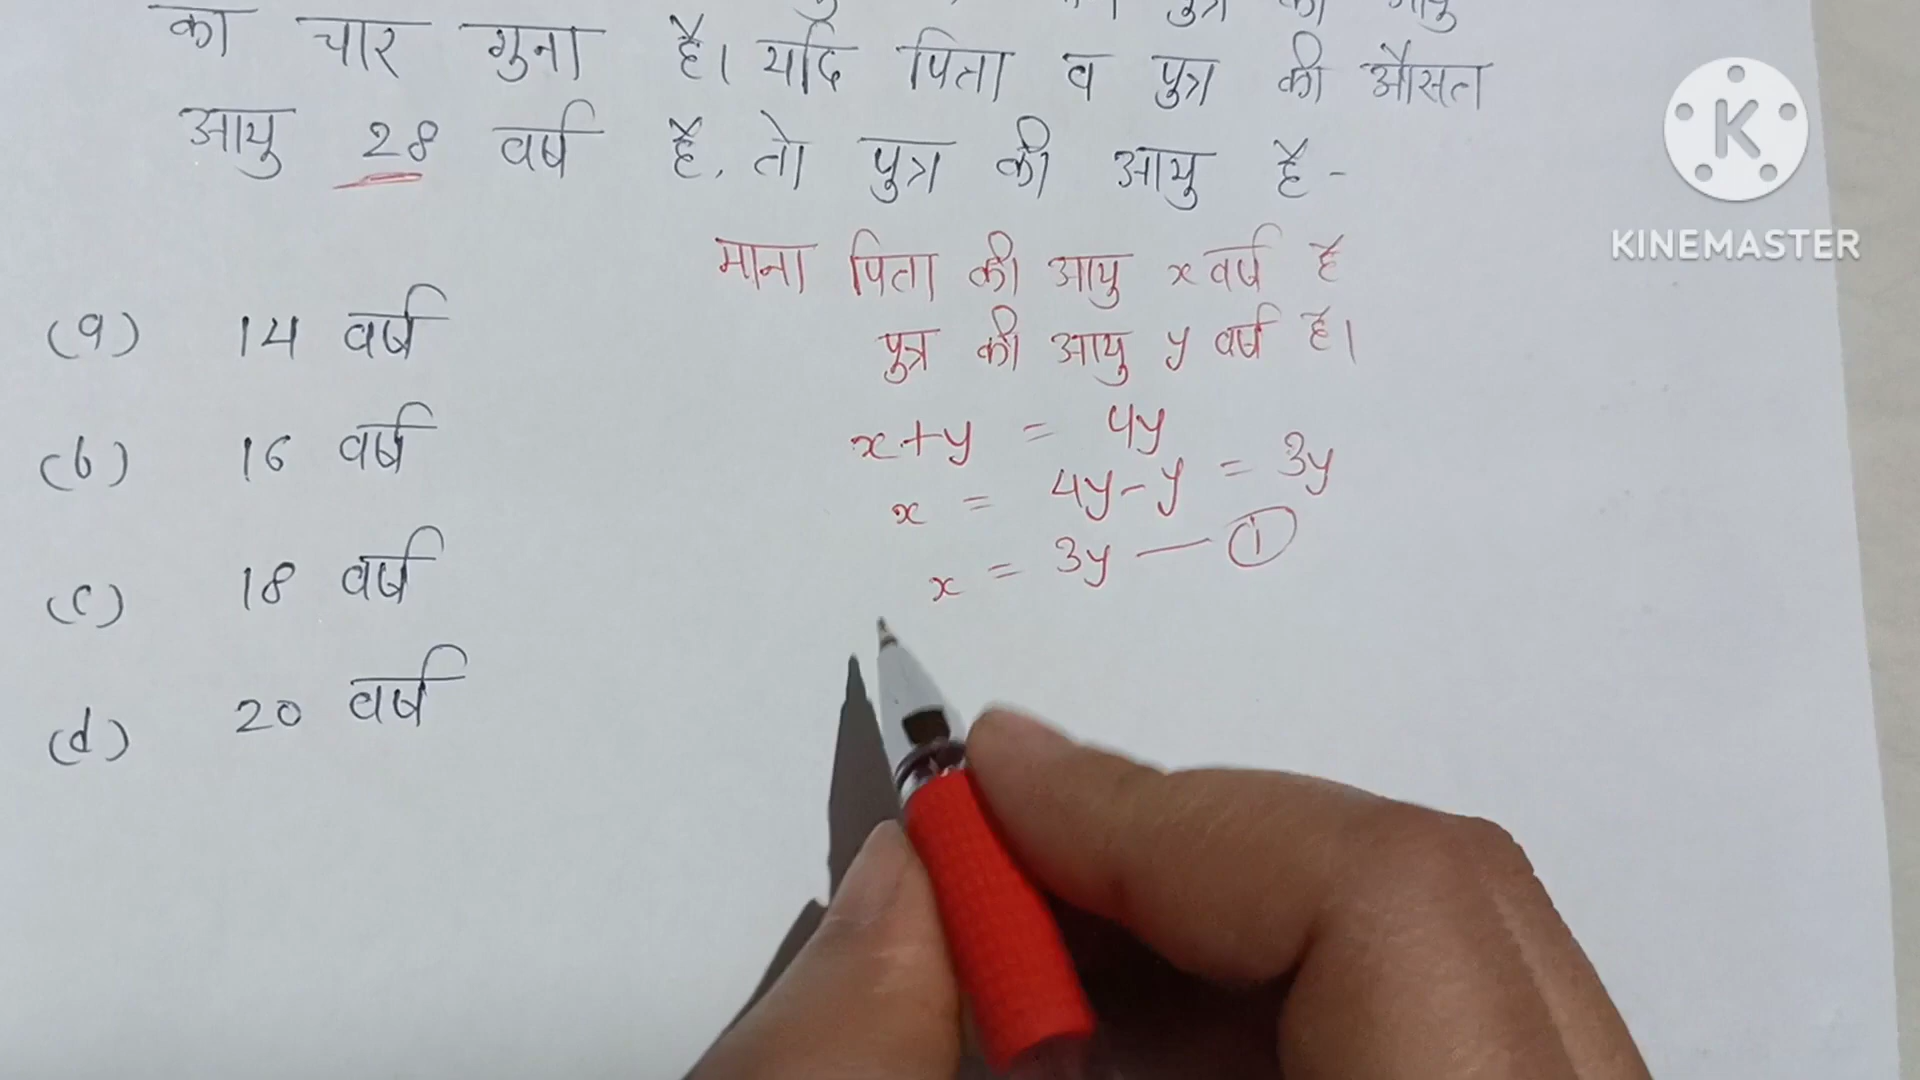 पुत्र की आयु
का चार गुना है। यदि पिता व पुत्र की औसत
आयु 28 वर्ष है, तो पुत्र की आयु है-
माना पिता की आयु x वर्ष है
पुत्र की आयु y वर्ष है।
(a) 14 वर्ष
(b) 16 वर्ष
(c) 18 वर्ष
(d) 20 वर्ष
x+y = 4y
x = 4y-y = 3y
x = 3y — ①
K
KINEMASTER